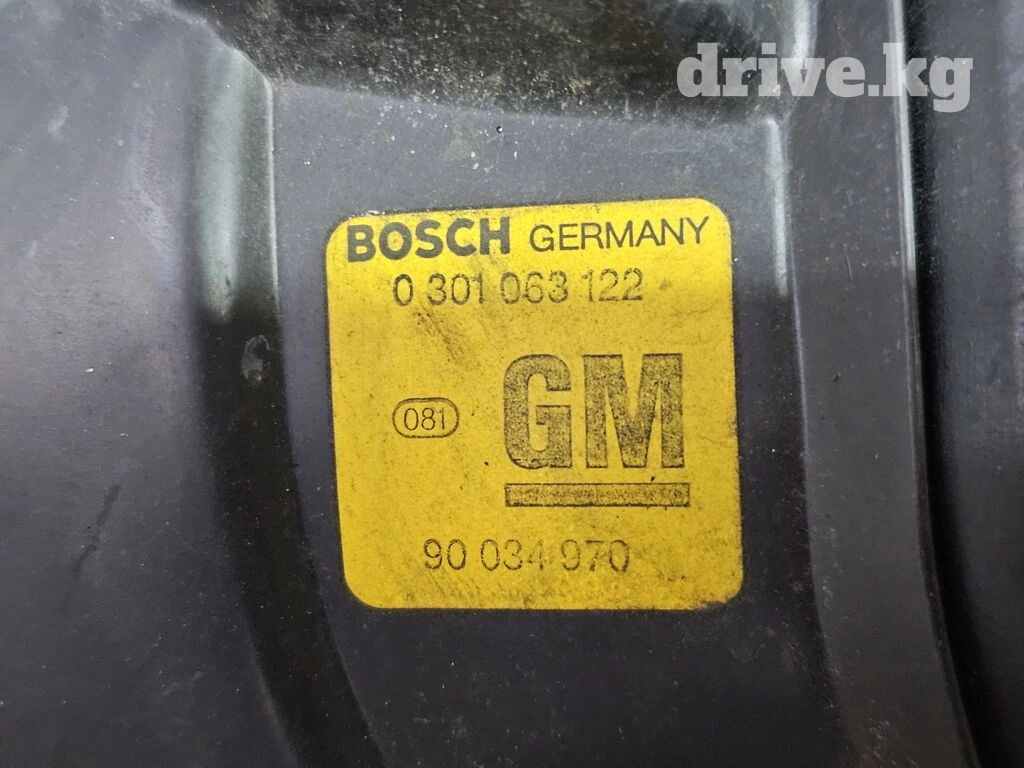 drive.kg
BOSCH GERMANY
0 301 063 122
081
GM
90 034 970